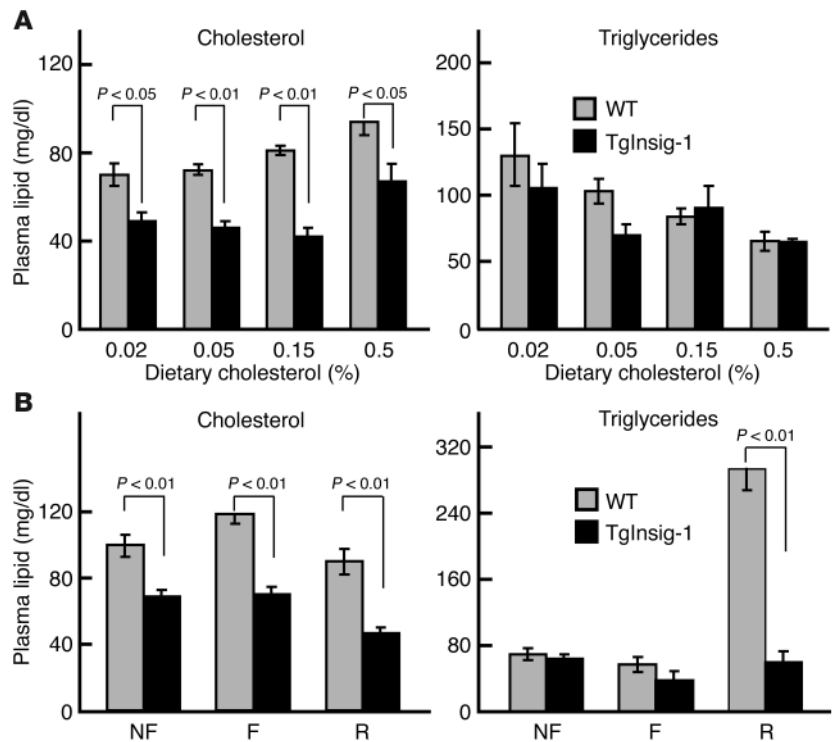 A
Cholesterol
Triglycerides
Plasma lipid (mg/dl)
120
80
40
0
P < 0.05
P < 0.01
P < 0.01
P < 0.05
0.02
0.05
0.15
0.5
Dietary cholesterol (%)
200
150
100
50
0
WT
TgInsig-1
0.02
0.05
0.15
0.5
Dietary cholesterol (%)
B
Cholesterol
Triglycerides
Plasma lipid (mg/dl)
120
80
40
0
P < 0.01
P < 0.01
P < 0.01
NF
F
R
320
240
160
80
0
P < 0.01
WT
TgInsig-1
NF
F
R